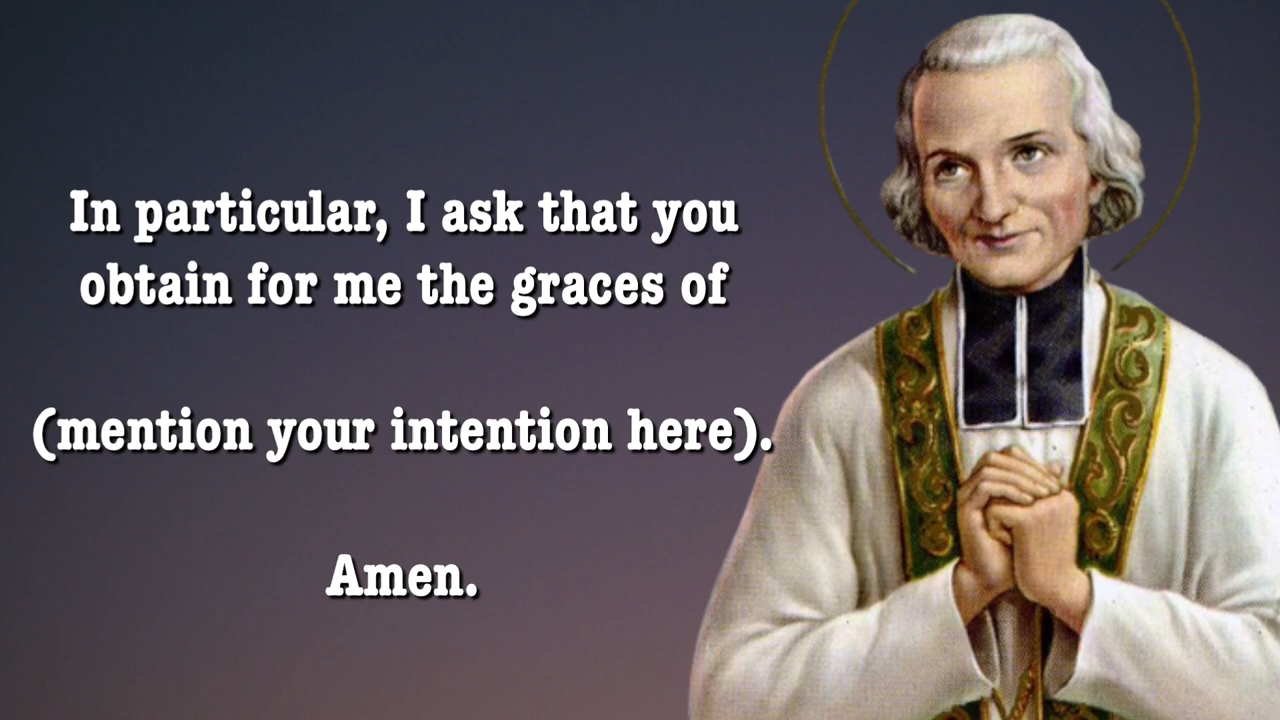 In particular, I ask that you
obtain for me the graces of
(mention your intention here).
Amen.